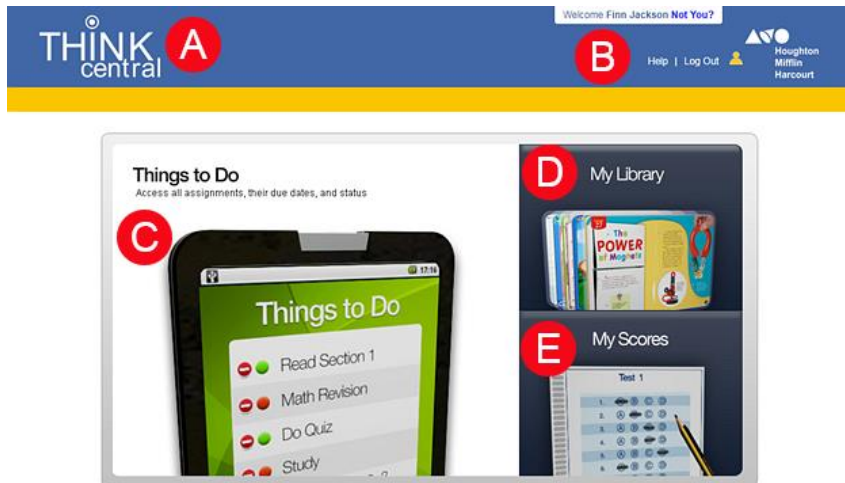 Welcome Finn Jackson Not You?
THINK
central
A
B
Help | Log Out
Houghton
Mifflin
Harcourt
Things to Do
Access all assignments, their due dates, and status
C
17:16
Things to Do
Read Section 1
Math Revision
Do Quiz
Study
D
My Library
The
POWER
of Magnets
E
My Scores
Test 1
1. B C D
2. A C D
3. A B D
4. A B D
5. A B C
6. B C D